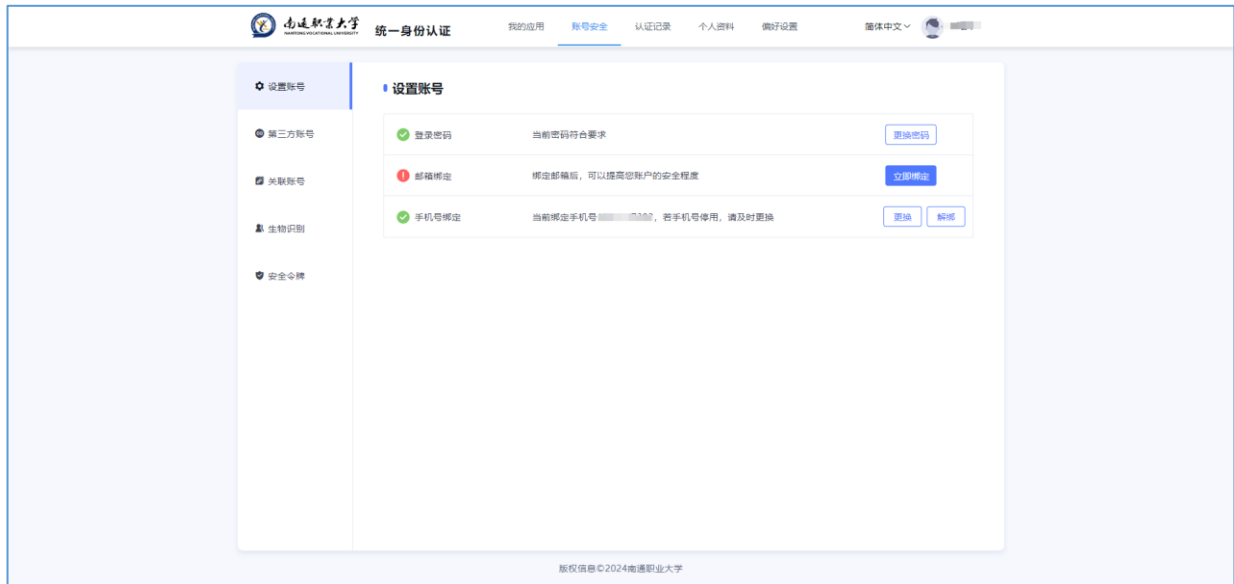 南通职业大学
NANTONG VOCATIONAL UNIVERSITY
统一身份认证
我的应用 账号安全 认证记录 个人资料 偏好设置 简体中文
设置账号
第三方账号
关联账号
生物识别
安全令牌
设置账号
登录密码 当前密码符合要求 更换密码
邮箱绑定 绑定邮箱后，可以提高您账户的安全程度 立即绑定
手机号绑定 当前绑定手机号 ，若手机号停用，请及时更换 更换 解绑
版权信息©2024南通职业大学